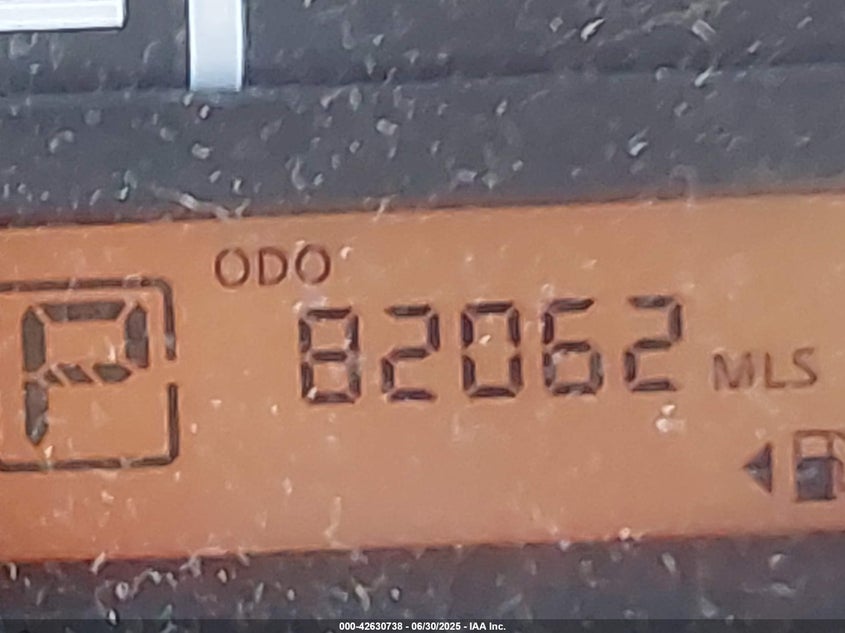 ODO
P
82062 MLS
000-42630738 - 06/30/2025 - IAA Inc.